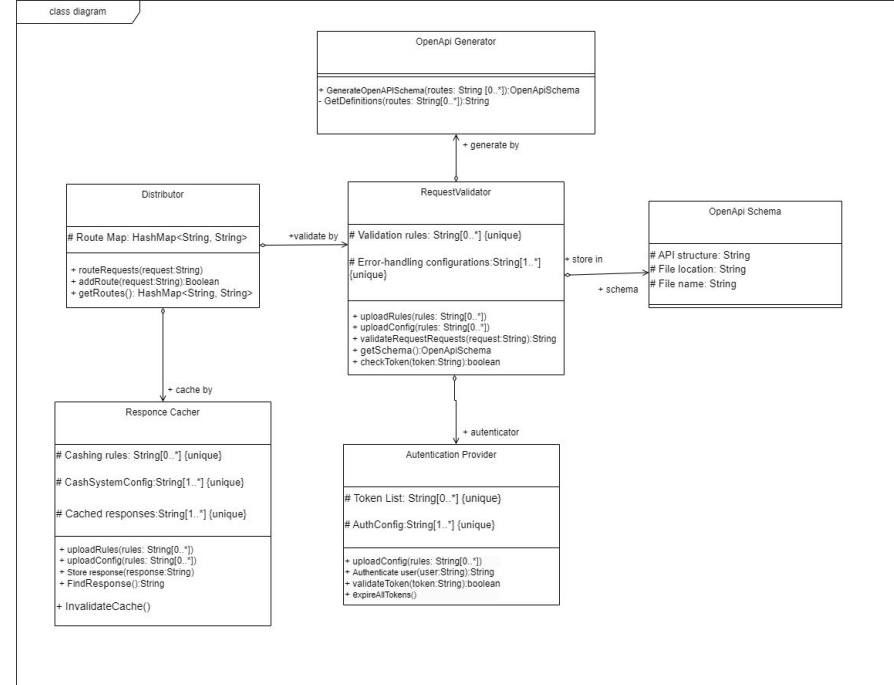 class diagram
OpenApi Generator
+ GenerateOpenAPISchema(routes: String [0..*]):OpenApiSchema
- GetDefinitions(routes: String[0..*]):String
+ generate by
Distributor
# Route Map: HashMap<String, String>
+ routeRequests(request:String)
+ addRoute(request:String):Boolean
+ getRoutes(): HashMap<String, String>
+validate by
RequestValidator
# Validation rules: String[0..*] {unique}
# Error-handling configurations:String[1..*]
{unique}
+ uploadRules(rules: String[0..*])
+ uploadConfig(rules: String[0..*])
+ validateRequestRequests(request:String):String
+ getSchema():OpenApiSchema
+ checkToken(token:String):boolean
+ store in
+ schema
OpenApi Schema
# API structure: String
# File location: String
# File name: String
+ cache by
Responce Cacher
# Cashing rules: String[0..*] {unique}
# CashSystemConfig:String[1..*] {unique}
# Cached responses:String[1..*] {unique}
+ uploadRules(rules: String[0..*])
+ uploadConfig(rules: String[0..*])
+ Store response(response:String)
+ FindResponse():String
+ InvalidateCache()
+ autenticator
Autentication Provider
# Token List: String[0..*] {unique}
# AuthConfig:String[1..*] {unique}
+ uploadConfig(rules: String[0..*])
+ Authenticate user(user:String):String
+ validateToken(token:String):boolean
+ expireAllTokens()